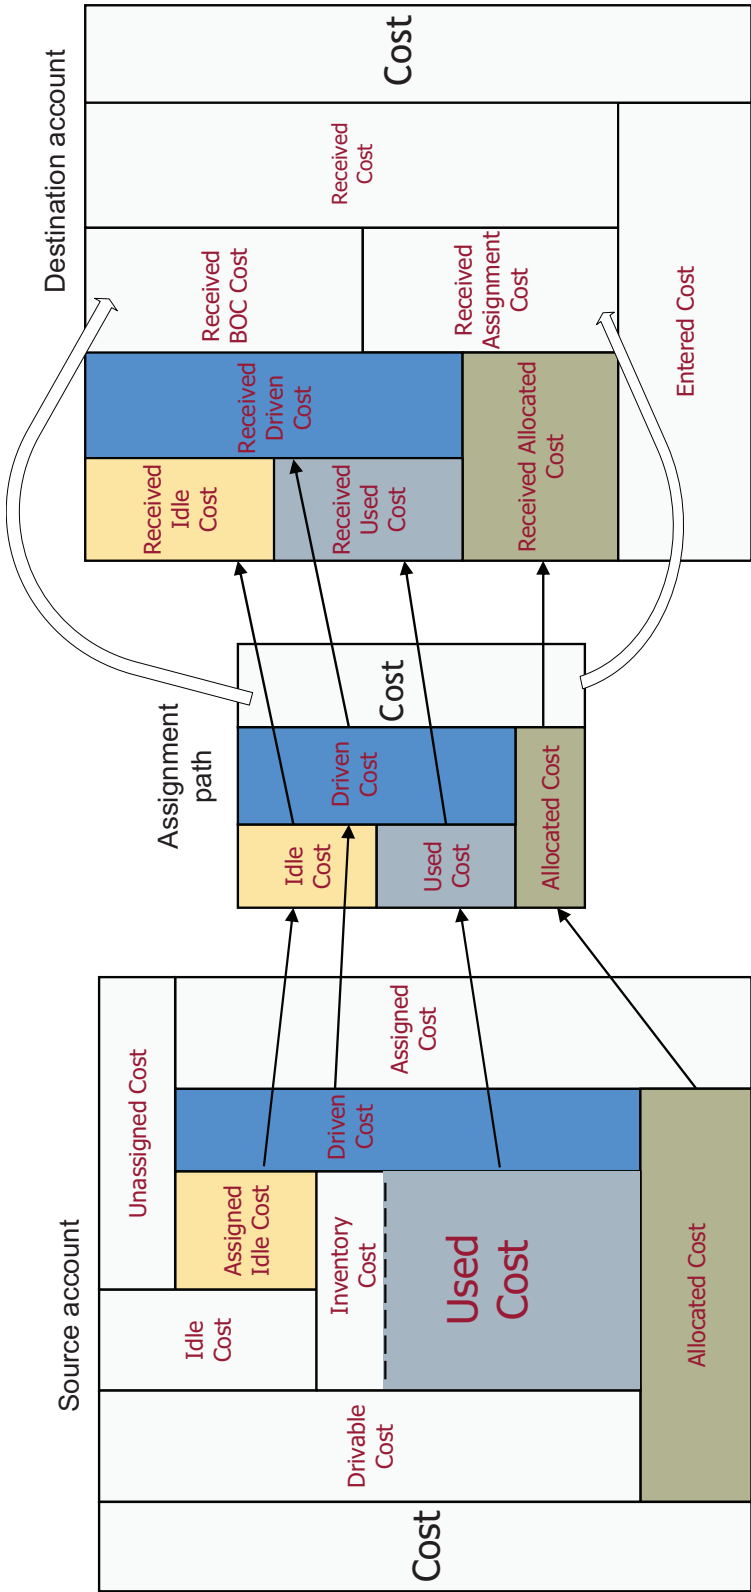 Source account
Cost
Drivable
Cost
Idle
Cost
Unassigned Cost
Assigned
Idle Cost
Inventory
Cost
Used
Cost
Driven
Cost
Assigned
Cost
Allocated Cost
Assignment
path
Idle
Cost
Used
Cost
Driven
Cost
Allocated Cost
Cost
Destination account
Received
Idle
Cost
Received
Used
Cost
Received
Driven
Cost
Received Allocated
Cost
Received
BOC Cost
Received
Assignment
Cost
Received
Cost
Entered Cost
Cost